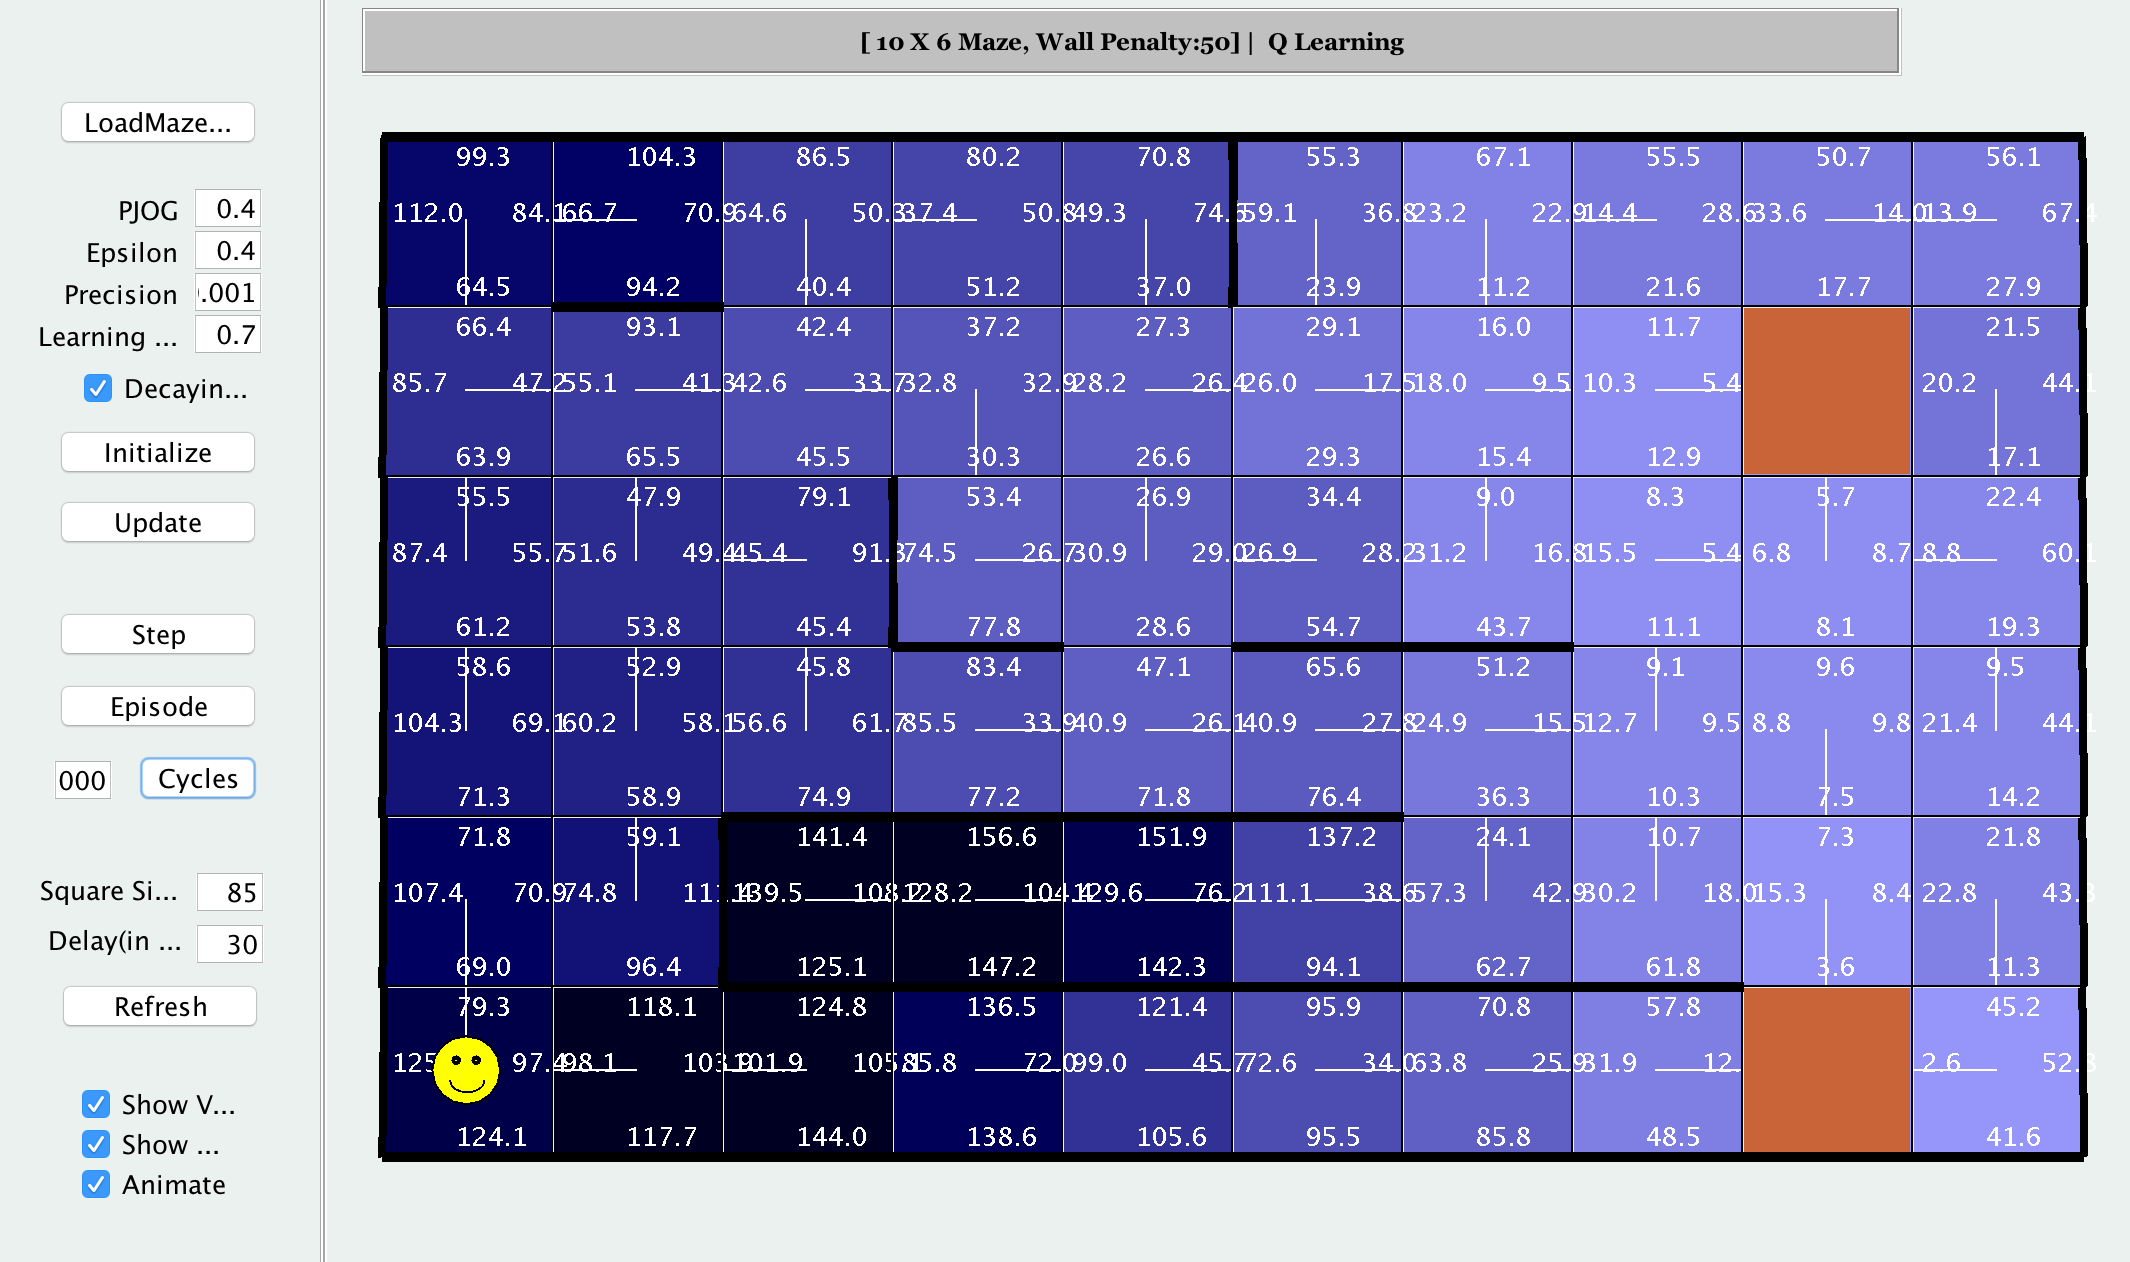 [ 10 X 6 Maze, Wall Penalty:50] | Q Learning
LoadMaze...
PJOG 0.4
Epsilon 0.4
Precision .001
Learning ... 0.7
Decayin...
Initialize
Update
Step
Episode
000 Cycles
Square Si... 85
Delay(in ... 30
Refresh
Show V...
Show ...
Animate
99.3 104.3 86.5 80.2 70.8 55.3 67.1 55.5 50.7 56.1
112.0 84.1 66.7 70.9 64.6 50.3 37.4 50.8 49.3 59.1 36.8 23.2 22.9 14.4 28.6 33.6 14.0 13.9 67.4
64.5 94.2 40.4 51.2 37.0 23.9 11.2 21.6 17.7 27.9
66.4 93.1 42.4 37.2 27.3 29.1 16.0 11.7 21.5
85.7 47.2 55.1 41.3 42.6 33.7 32.8 32.9 28.2 26.4 26.0 17.5 18.0 9.5 10.3 5.4 20.2 44.1
63.9 65.5 45.5 30.3 26.6 29.3 15.4 12.9 17.1
55.5 47.9 79.1 53.4 26.9 34.4 9.0 8.3 5.7 22.4
87.4 55.7 51.6 49.4 45.4 91.3 74.5 26.7 30.9 29.0 26.9 28.2 31.2 16.8 15.5 5.4 6.8 8.7 8.8 60.1
61.2 53.8 45.4 77.8 28.6 54.7 43.7 11.1 8.1 19.3
58.6 52.9 45.8 83.4 47.1 65.6 51.2 9.1 9.6 9.5
104.3 69.1 60.2 58.1 56.6 61.7 85.5 33.9 40.9 26.1 40.9 27.8 24.9 15.5 12.7 9.5 8.8 9.8 21.4 44.1
71.3 58.9 74.9 77.2 71.8 76.4 36.3 10.3 7.5 14.2
71.8 59.1 141.4 156.6 151.9 137.2 24.1 10.7 7.3 21.8
107.4 70.9 74.8 111.4 139.5 108.2 128.2 104.4 129.6 76.2 111.1 38.6 57.3 42.9 30.2 18.0 15.3 8.4 22.8 43.3
69.0 96.4 125.1 147.2 142.3 94.1 62.7 61.8 3.6 11.3
79.3 118.1 124.8 136.5 121.4 95.9 70.8 57.8 45.2
125 97.4 98.1 103.9 101.9 105.1 85.8 72.0 99.0 45.7 72.6 34.0 63.8 25.9 31.9 12. 2.6 52.8
124.1 117.7 144.0 138.6 105.6 95.5 85.8 48.5 41.6